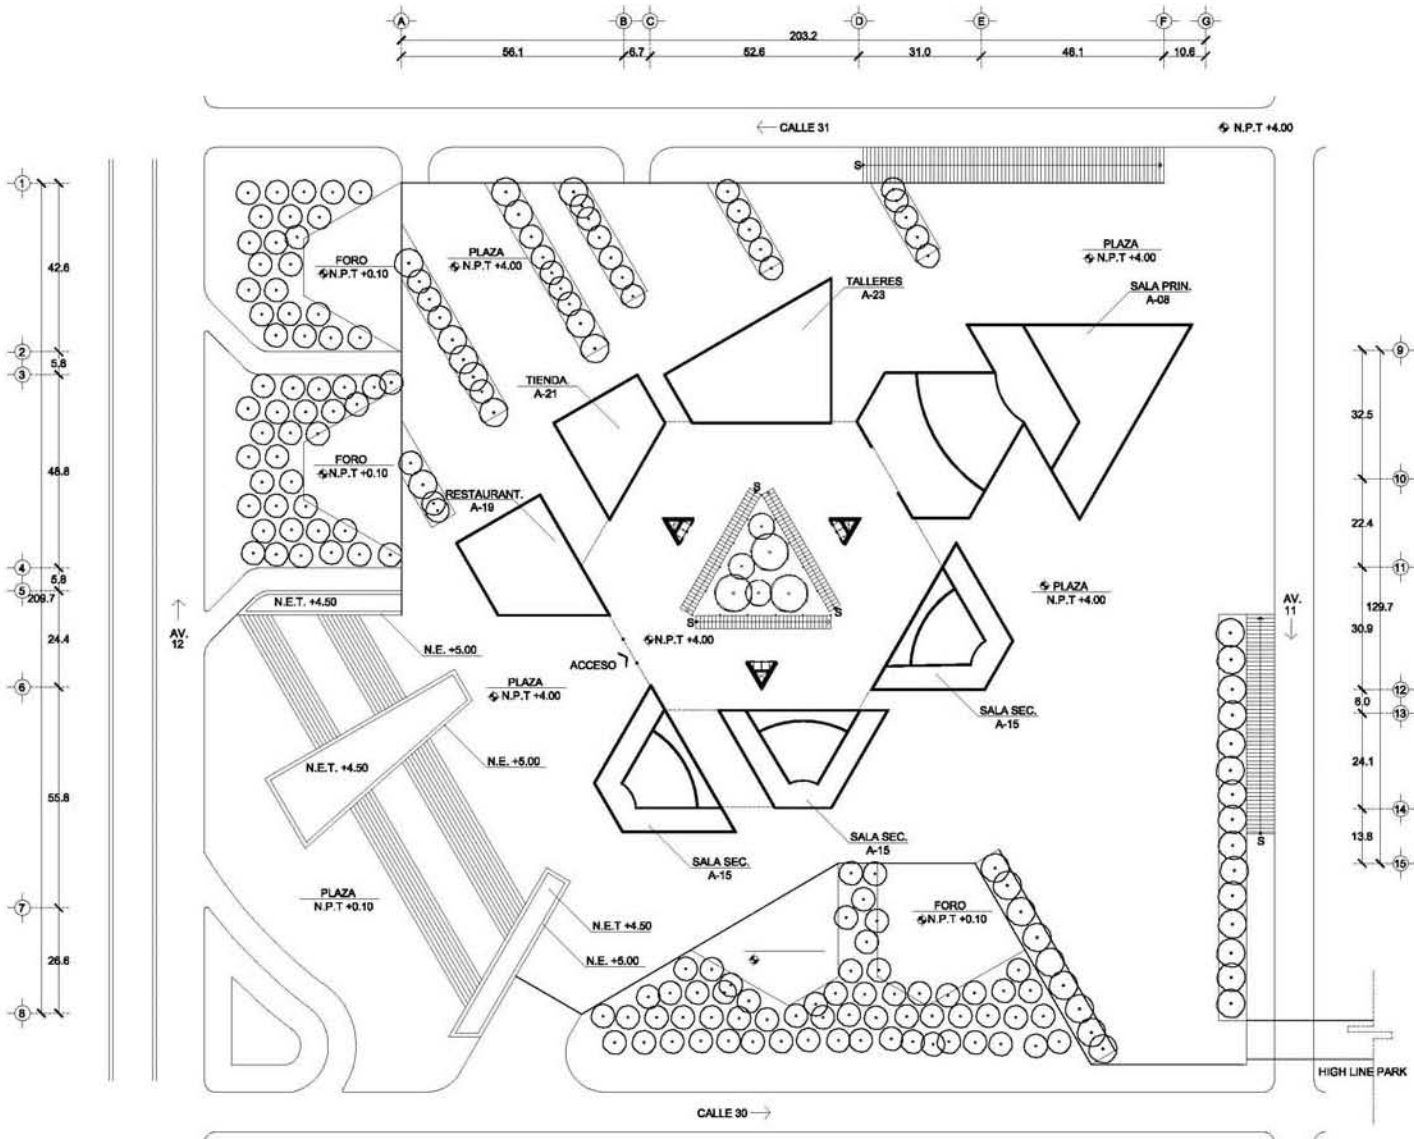 A B C D E F G
203.2
56.1 6.7 52.6 31.0 46.1 10.6
← CALLE 31
N.P.T +4.00
S
1
42.6
2
5.8
3
48.8
4
5.8
5
209.7
24.4
6
55.8
7
26.6
8
9
32.5
10
22.4
11
129.7
30.9
12
6.0
13
24.1
14
13.8
15
FORO
N.P.T +0.10
PLAZA
N.P.T +4.00
PLAZA
N.P.T +4.00
TALLERES
A-23
SALA PRIN.
A-08
TIENDA
A-21
FORO
N.P.T +0.10
RESTAURANT.
A-19
S
S
S
PLAZA
N.P.T +4.00
N.E.T. +4.50
AV.
12
AV.
11
N.P.T +4.00
N.E. +5.00
ACCESO
PLAZA
N.P.T +4.00
SALA SEC.
A-15
N.E.T. +4.50
N.E. +5.00
SALA SEC.
A-15
SALA SEC.
A-15
S
PLAZA
N.P.T +0.10
FORO
N.P.T +0.10
N.E.T +4.50
N.E. +5.00
HIGH LINE PARK
CALLE 30 →